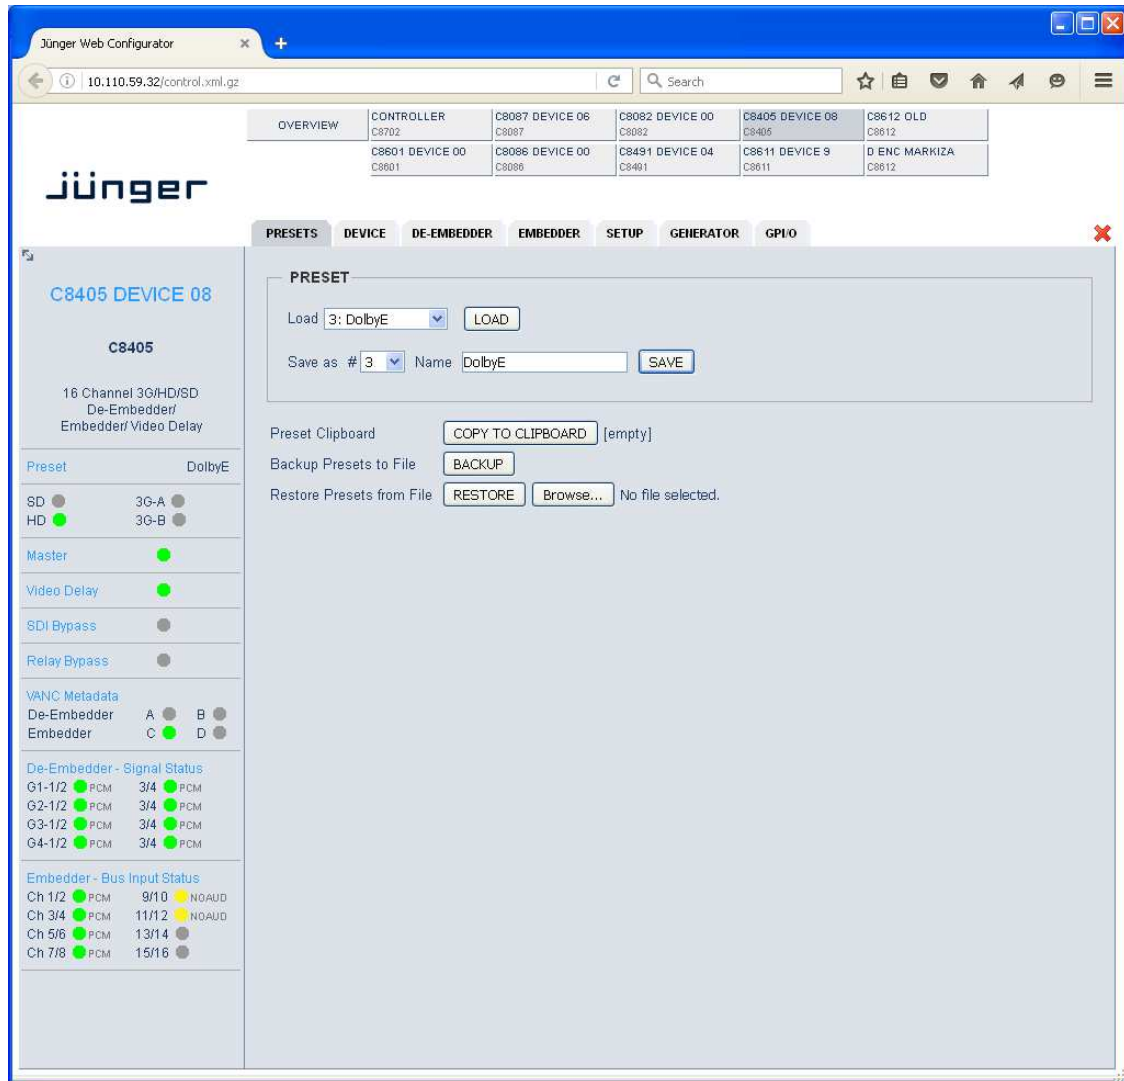 Jünger Web Configurator
10.110.59.32/control.xml.gz
Search
OVERVIEW
CONTROLLER
C8702
C8087 DEVICE 06
C8087
C8082 DEVICE 00
C8082
C8405 DEVICE 08
C8405
C8612 OLD
C8612
C8601 DEVICE 00
C8601
C8086 DEVICE 00
C8086
C8491 DEVICE 04
C8491
C8611 DEVICE 9
C8611
D ENC MARKIZA
C8612
jünger
PRESETS DEVICE DE-EMBEDDER EMBEDDER SETUP GENERATOR GPI/O
C8405 DEVICE 08
C8405
16 Channel 3G/HD/SD
De-Embedder/
Embedder/ Video Delay
Preset DolbyE
SD 3G-A
HD 3G-B
Master
Video Delay
SDI Bypass
Relay Bypass
VANC Metadata
De-Embedder A B
Embedder C D
De-Embedder - Signal Status
G1-1/2 PCM 3/4 PCM
G2-1/2 PCM 3/4 PCM
G3-1/2 PCM 3/4 PCM
G4-1/2 PCM 3/4 PCM
Embedder - Bus Input Status
Ch 1/2 PCM 9/10 NOAUD
Ch 3/4 PCM 11/12 NOAUD
Ch 5/6 PCM 13/14
Ch 7/8 PCM 15/16
PRESET
Load 3: DolbyE LOAD
Save as # 3 Name DolbyE SAVE
Preset Clipboard COPY TO CLIPBOARD [empty]
Backup Presets to File BACKUP
Restore Presets from File RESTORE Browse... No file selected.